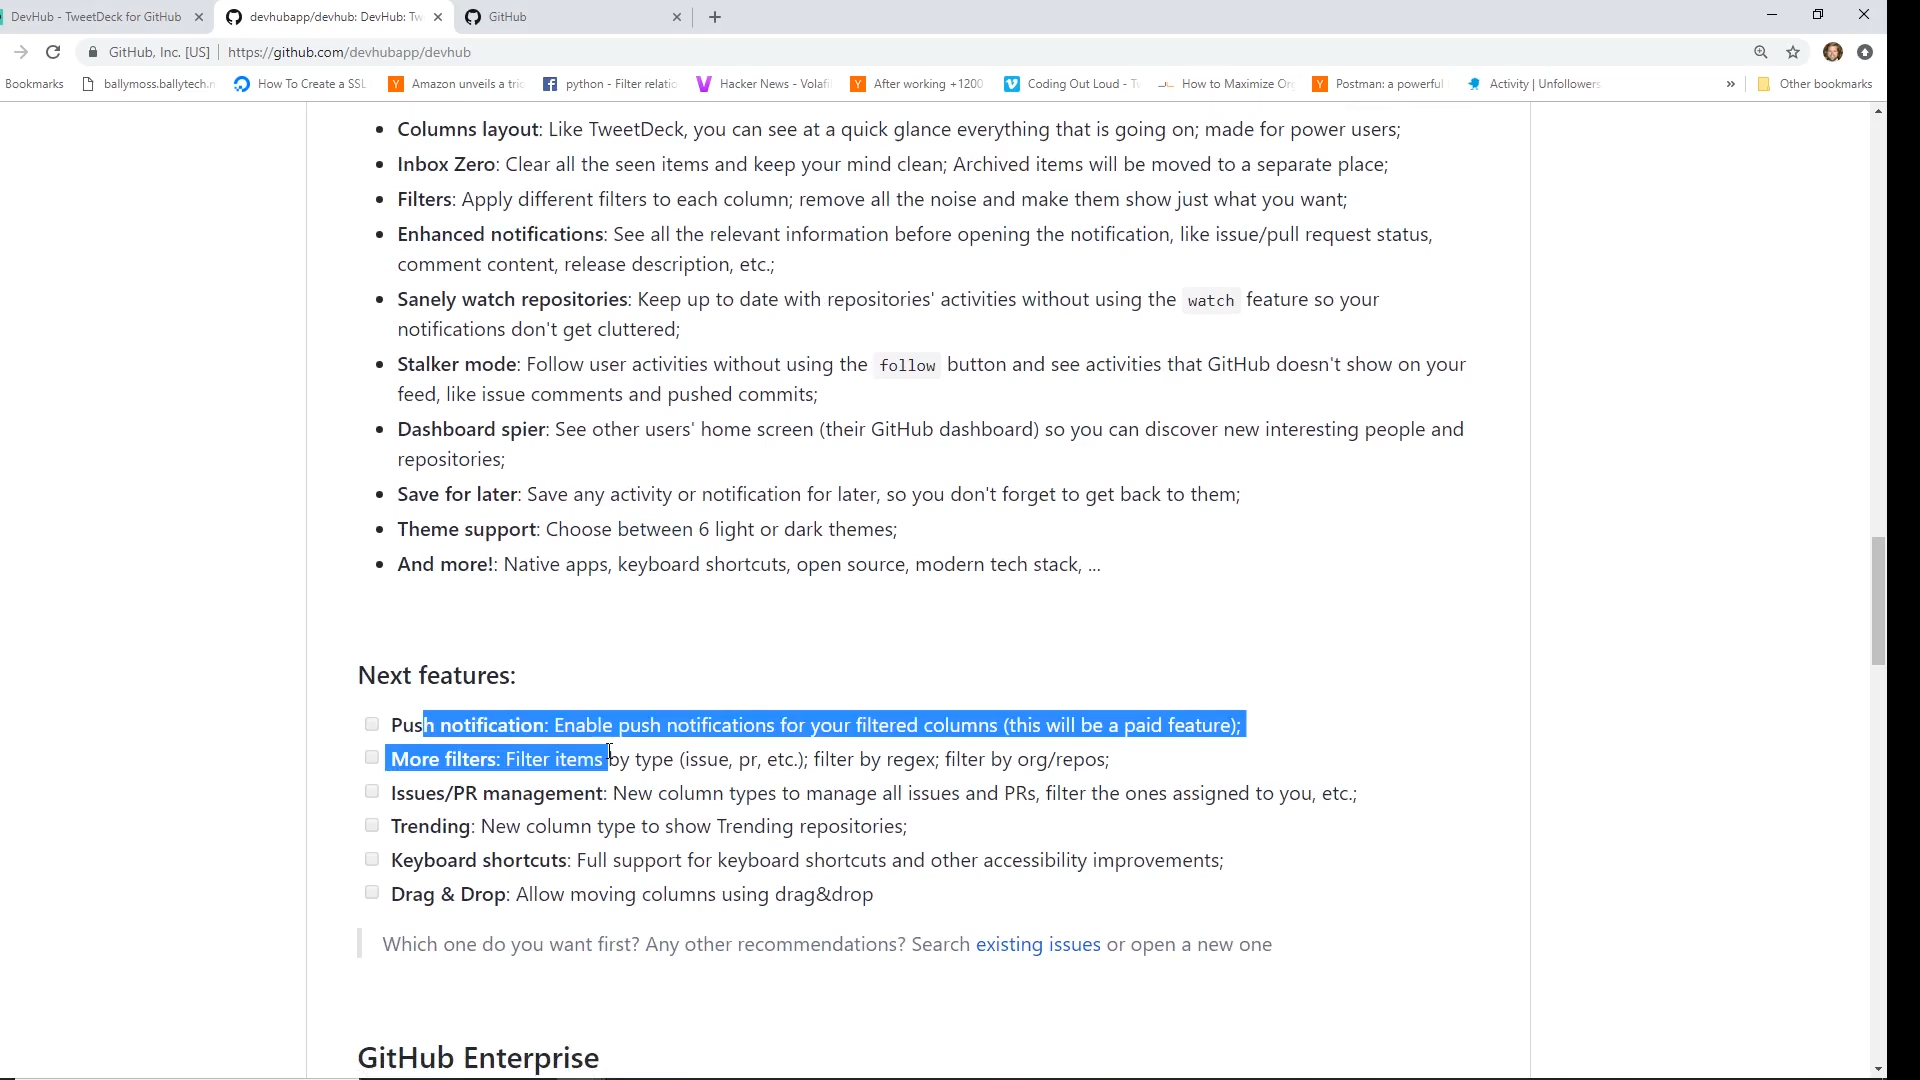 DevHub - TweetDeck for GitHub
devhubapp/devhub: DevHub: Tw
GitHub
GitHub, Inc. [US] https://github.com/devhubapp/devhub
Bookmarks ballymoss.ballytech.n How To Create a SSL Amazon unveils a tric python - Filter relatio Hacker News - Volafil After working +1200 Coding Out Loud - Tw How to Maximize Or Postman: a powerful Activity | Unfollowers » Other bookmarks
• Columns layout: Like TweetDeck, you can see at a quick glance everything that is going on; made for power users;
• Inbox Zero: Clear all the seen items and keep your mind clean; Archived items will be moved to a separate place;
• Filters: Apply different filters to each column; remove all the noise and make them show just what you want;
• Enhanced notifications: See all the relevant information before opening the notification, like issue/pull request status,
comment content, release description, etc.;
• Sanely watch repositories: Keep up to date with repositories' activities without using the watch feature so your
notifications don't get cluttered;
• Stalker mode: Follow user activities without using the follow button and see activities that GitHub doesn't show on your
feed, like issue comments and pushed commits;
• Dashboard spier: See other users' home screen (their GitHub dashboard) so you can discover new interesting people and
repositories;
• Save for later: Save any activity or notification for later, so you don't forget to get back to them;
• Theme support: Choose between 6 light or dark themes;
• And more!: Native apps, keyboard shortcuts, open source, modern tech stack, ...
Next features:
Push notification: Enable push notifications for your filtered columns (this will be a paid feature);
More filters: Filter items by type (issue, pr, etc.); filter by regex; filter by org/repos;
Issues/PR management: New column types to manage all issues and PRs, filter the ones assigned to you, etc.;
Trending: New column type to show Trending repositories;
Keyboard shortcuts: Full support for keyboard shortcuts and other accessibility improvements;
Drag & Drop: Allow moving columns using drag&drop
Which one do you want first? Any other recommendations? Search existing issues or open a new one
GitHub Enterprise